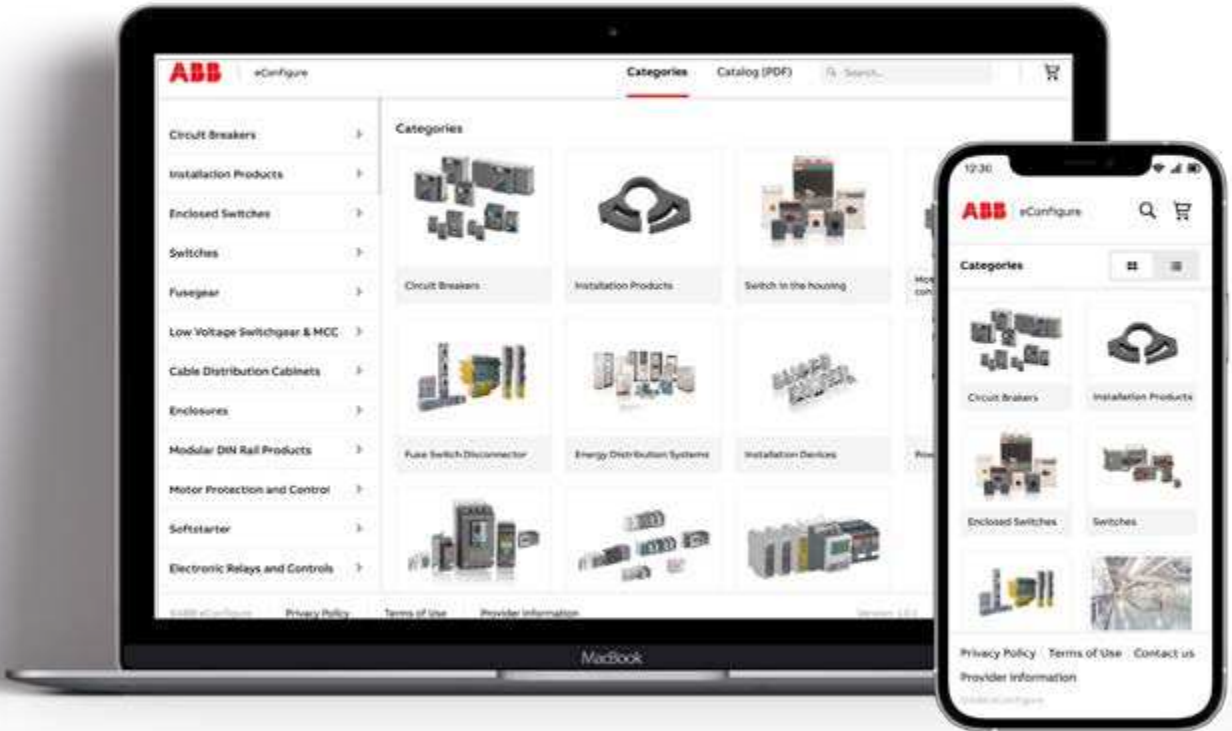 ABB eConfigure
Categories Catalog (PDF) Search...
Circuit Breakers
Installation Products
Enclosed Switches
Switches
Fusegear
Low Voltage Switchgear & MCC
Cable Distribution Cabinets
Enclosures
Modular DIN Rail Products
Motor Protection and Control
Softstarter
Electronic Relays and Controls
Categories
Circuit Breakers
Installation Products
Switch in the housing
Fuse Switch Disconnector
Energy Distribution Systems
Installation Devices
©ABB eConfigure Privacy Policy Terms of Use Provider Information
MacBook
12:30
ABB eConfigure
Categories
Circuit Brakers
Installation Products
Enclosed Switches
Switches
Privacy Policy Terms of Use Contact us
Provider Information
©ABB eConfigure